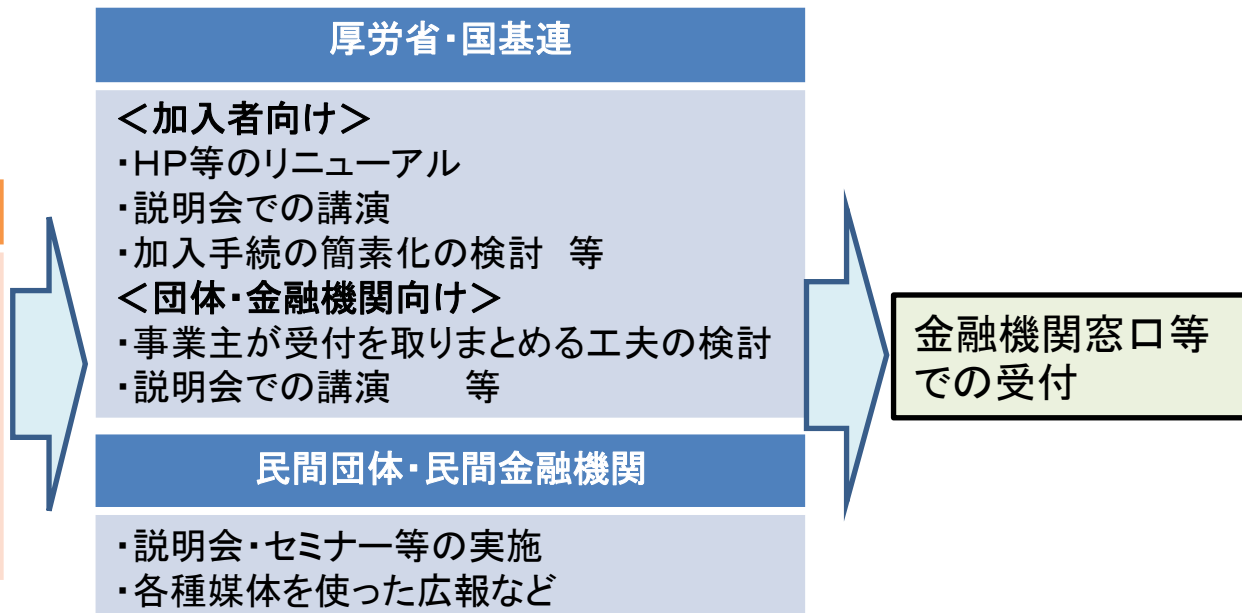 厚労省・国基連
＜加入者向け＞
・ＨＰ等のリニューアル
・説明会での講演
・加入手続の簡素化の検討　等
＜団体・金融機関向け＞
・事業主が受付を取りまとめる工夫の検討
・説明会での講演　　　等
民間団体・民間金融機関
・説明会・セミナー等の実施
・各種媒体を使った広報など
金融機関窓口等
での受付